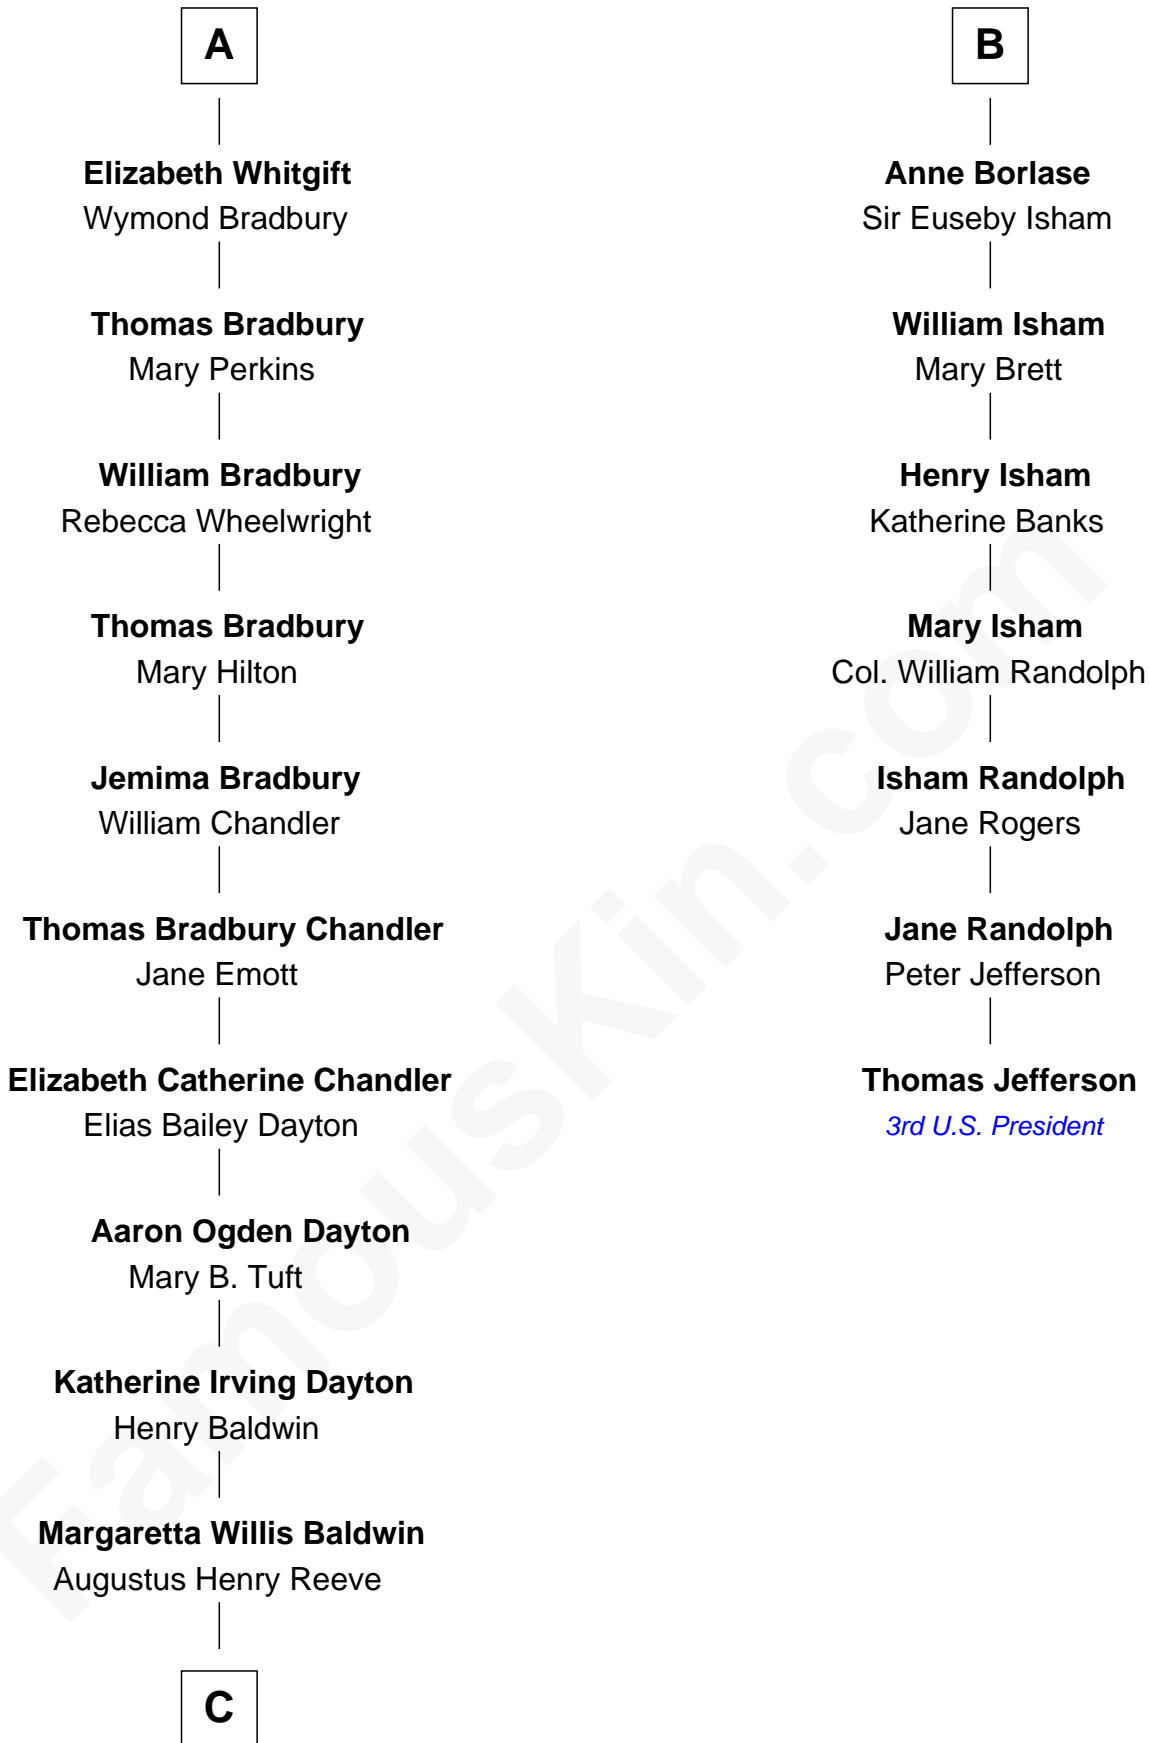 A
Elizabeth Whitgift
Wymond Bradbury
Thomas Bradbury
Mary Perkins
William Bradbury
Rebecca Wheelwright
Thomas Bradbury
Mary Hilton
Jemima Bradbury
William Chandler
Thomas Bradbury Chandler
Jane Emott
Elizabeth Catherine Chandler
Elias Bailey Dayton
Aaron Ogden Dayton
Mary B. Tuft
Katherine Irving Dayton
Henry Baldwin
Margaretta Willis Baldwin
Augustus Henry Reeve
C
B
Anne Borlase
Sir Euseby Isham
William Isham
Mary Brett
Henry Isham
Katherine Banks
Mary Isham
Col. William Randolph
Isham Randolph
Jane Rogers
Jane Randolph
Peter Jefferson
Thomas Jefferson
3rd U.S. President
FamousKin.com